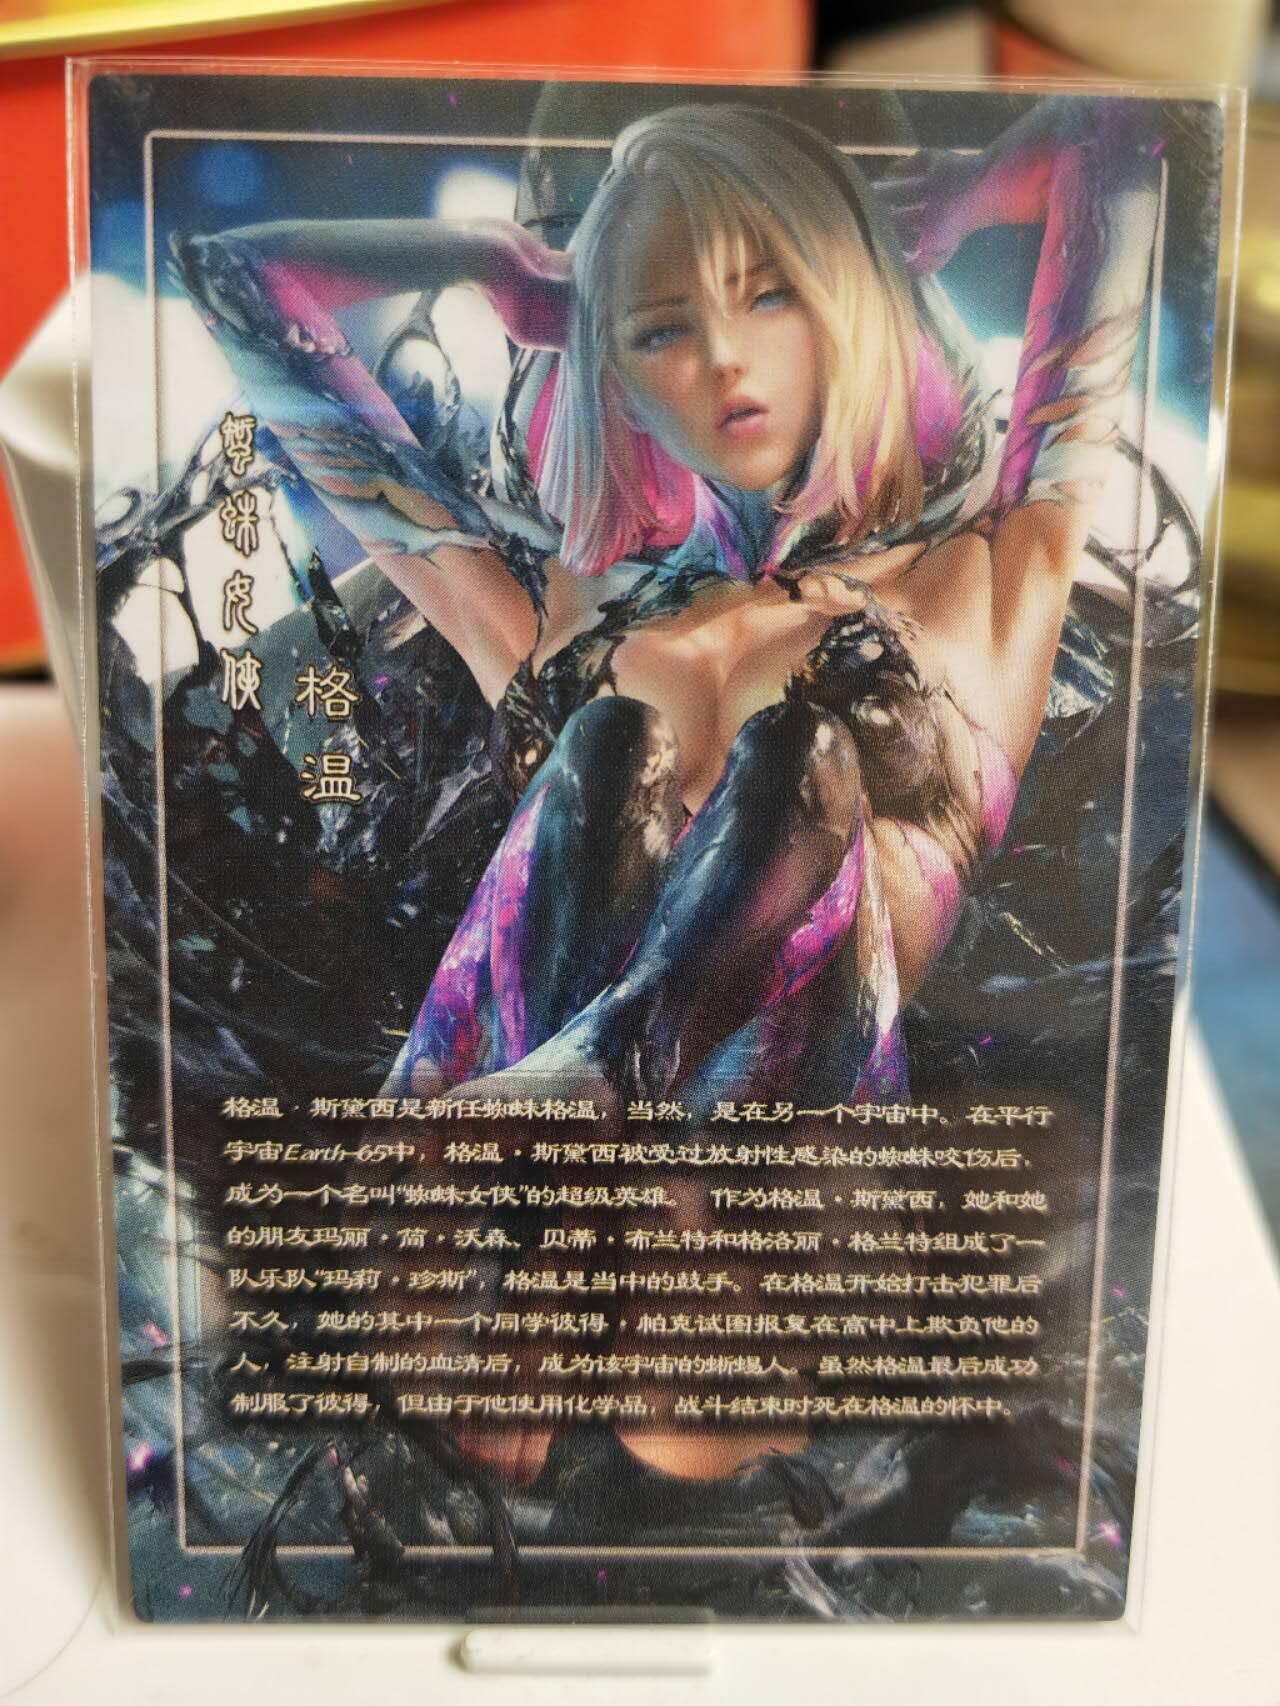 蜘蛛女侠
格温
格温·斯黛西是新任蜘蛛格温，当然，是在另一个宇宙中。在平行
宇宙Earth-65中，格温·斯黛西被受过放射性感染的蜘蛛咬伤后，
成为一个名叫“蜘蛛女侠”的超级英雄。 作为格温·斯黛西，她和她
的朋友玛丽·简·沃森、贝蒂·布兰特和格洛丽·格兰特组成了一
队乐队“玛莉·珍斯”，格温是当中的鼓手。在格温开始打击犯罪后
不久，她的其中一个同学彼得·帕克试图报复在高中上欺负他的
人，注射自制的血清后，成为该宇宙的蜥蜴人。虽然格温最后成功
制服了彼得，但由于他使用化学品，战斗结束时死在格温的怀中。